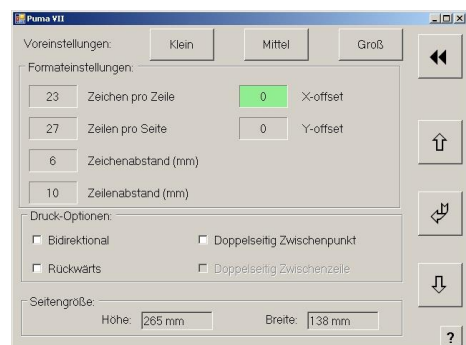 Puma VII
Voreinstellungen: Klein Mittel Groß
Formateinstellungen:
23 Zeichen pro Zeile 0 X-offset
27 Zeilen pro Seite 0 Y-offset
6 Zeichenabstand (mm)
10 Zeilenabstand (mm)
Druck-Optionen:
Bidirektional Doppelseitig Zwischenpunkt
Rückwärts Doppelseitig Zwischenzeile
Seitengröße:
Höhe: 265 mm Breite: 138 mm
?